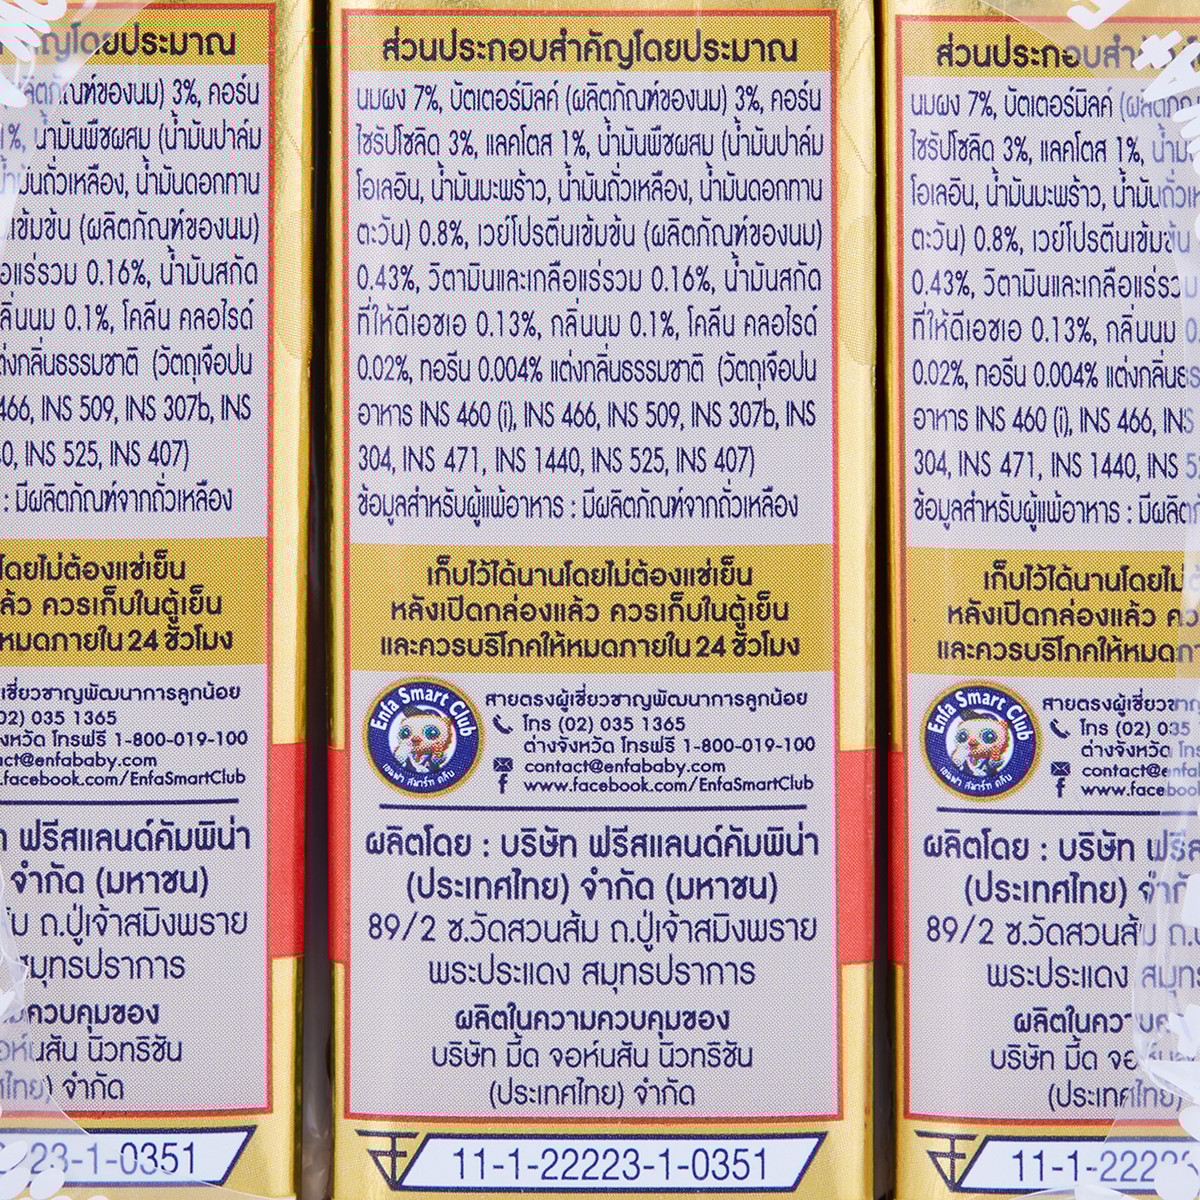 ส่วนประกอบสำคัญโดยประมาณ
นมผง 7%, บัตเตอร์มิลค์ (ผลิตภัณฑ์ของนม) 3%, คอร์น
ไซรัปโซลิด 3%, แลคโตส 1%, น้ำมันพืชผสม (น้ำมันปาล์ม
โอเลอิน, น้ำมันมะพร้าว, น้ำมันถั่วเหลือง, น้ำมันดอกทาน
ตะวัน) 0.8%, เวย์โปรตีนเข้มข้น (ผลิตภัณฑ์ของนม)
0.43%, วิตามินและเกลือแร่รวม 0.16%, น้ำมันสกัด
ที่ให้ดีเอชเอ 0.13%, กลิ่นนม 0.1%, โคลีน คลอไรด์
0.02%, ทอรีน 0.004% แต่งกลิ่นธรรมชาติ (วัตถุเจือปน
อาหาร INS 460 (i), INS 466, INS 509, INS 307b, INS
304, INS 471, INS 1440, INS 525, INS 407)
ข้อมูลสำหรับผู้แพ้อาหาร : มีผลิตภัณฑ์จากถั่วเหลือง
เก็บไว้ได้นานโดยไม่ต้องแช่เย็น
หลังเปิดกล่องแล้ว ควรเก็บในตู้เย็น
และควรบริโภคให้หมดภายใน 24 ชั่วโมง
Enfa Smart Club
เอนฟา สมาร์ท คลับ
สายตรงผู้เชี่ยวชาญพัฒนาการลูกน้อย
โทร (02) 035 1365
ต่างจังหวัด โทรฟรี 1-800-019-100
contact@enfababy.com
www.facebook.com/EnfaSmartClub
ผลิตโดย : บริษัท ฟรีสแลนด์คัมพิน่า
(ประเทศไทย) จำกัด (มหาชน)
89/2 ซ.วัดสวนส้ม ถ.ปู่เจ้าสมิงพราย
พระประแดง สมุทรปราการ
ผลิตในความควบคุมของ
บริษัท มี้ด จอห์นสัน นิวทริชัน
(ประเทศไทย) จำกัด
11-1-22223-1-0351